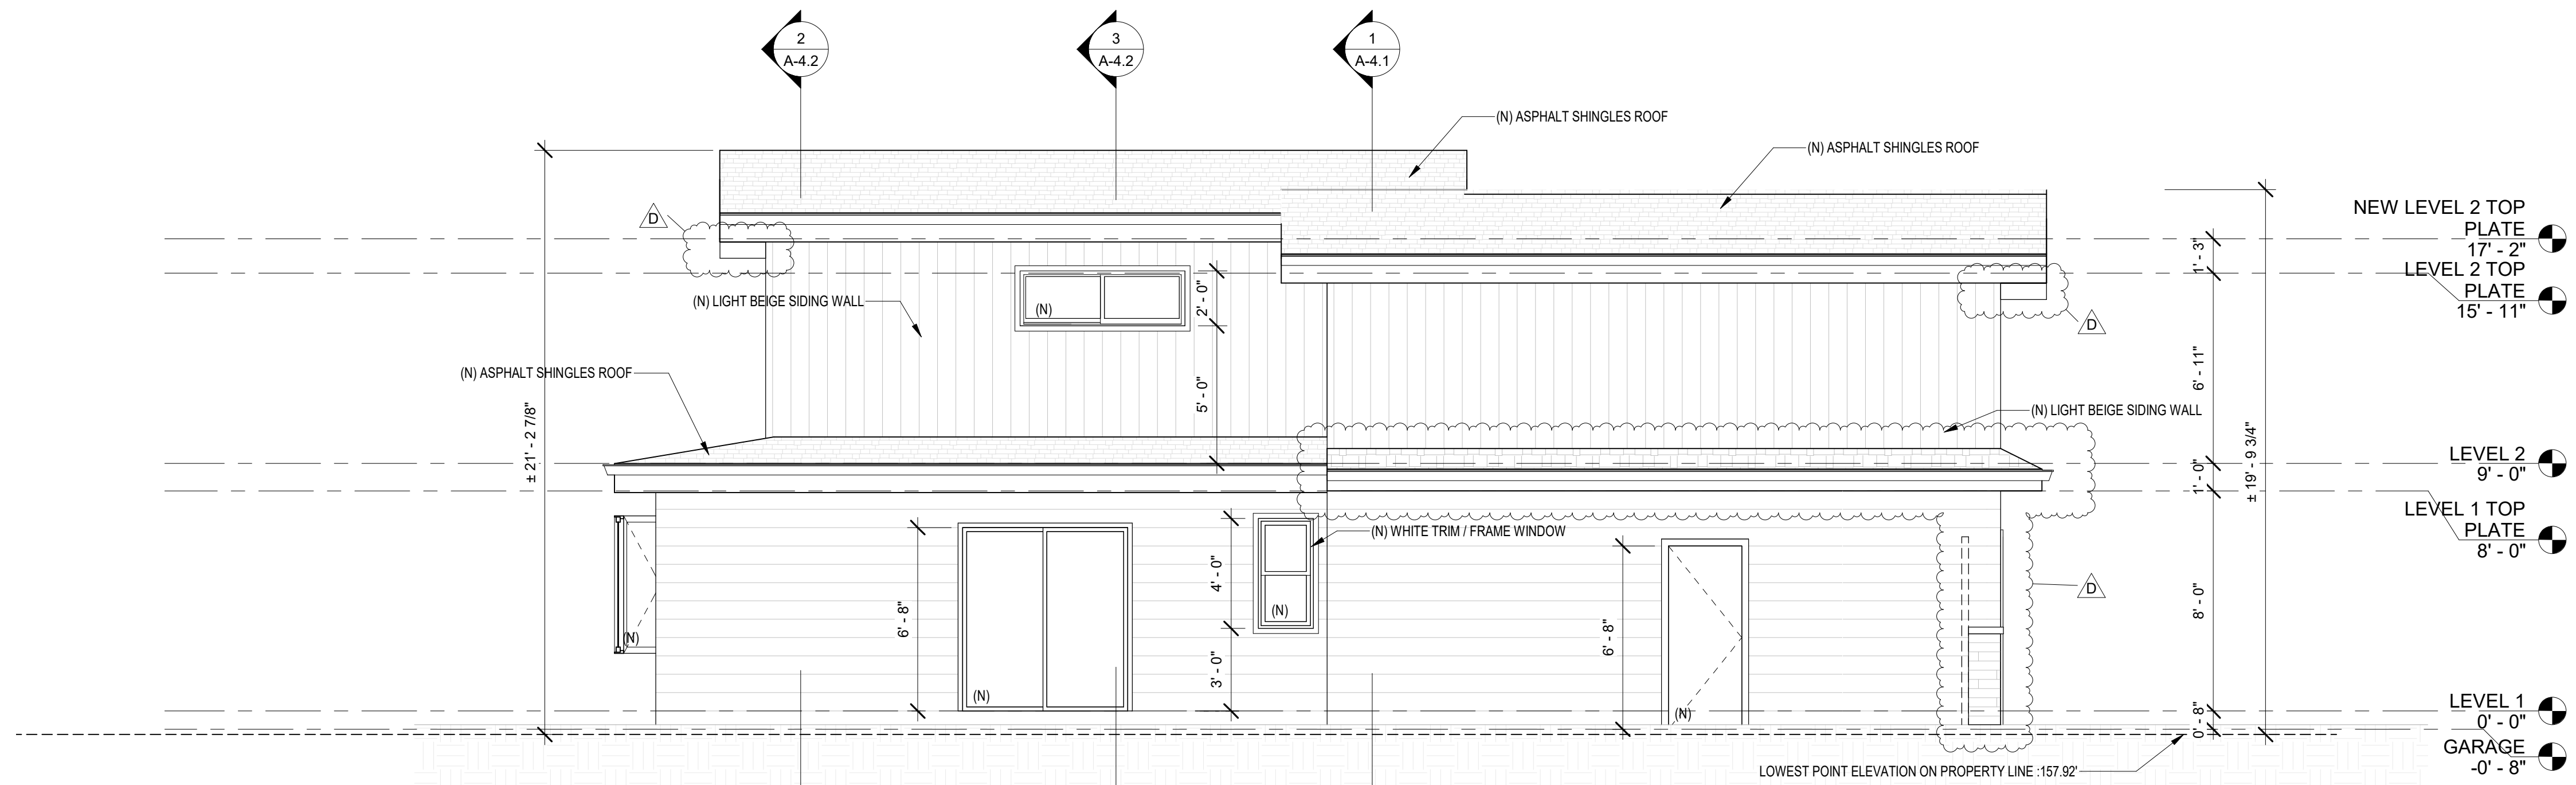 2
A-4.2
3
A-4.2
1
A-4.1
(N) ASPHALT SHINGLES ROOF
(N) ASPHALT SHINGLES ROOF
D
NEW LEVEL 2 TOP
PLATE
17' - 2"
1' - 3"
LEVEL 2 TOP
PLATE
15' - 11"
(N) LIGHT BEIGE SIDING WALL
(N)
2' - 0"
D
(N) ASPHALT SHINGLES ROOF
5' - 0"
6' - 11"
(N) LIGHT BEIGE SIDING WALL
± 21' - 2 7/8"
± 19' - 9 3/4"
LEVEL 2
9' - 0"
1' - 0"
LEVEL 1 TOP
PLATE
8' - 0"
(N) WHITE TRIM / FRAME WINDOW
4' - 0"
(N)
6' - 8"
(N)
6' - 8"
D
8' - 0"
3' - 0"
(N)
(N)
LEVEL 1
0' - 0"
0' - 8"
GARAGE
-0' - 8"
LOWEST POINT ELEVATION ON PROPERTY LINE :157.92'